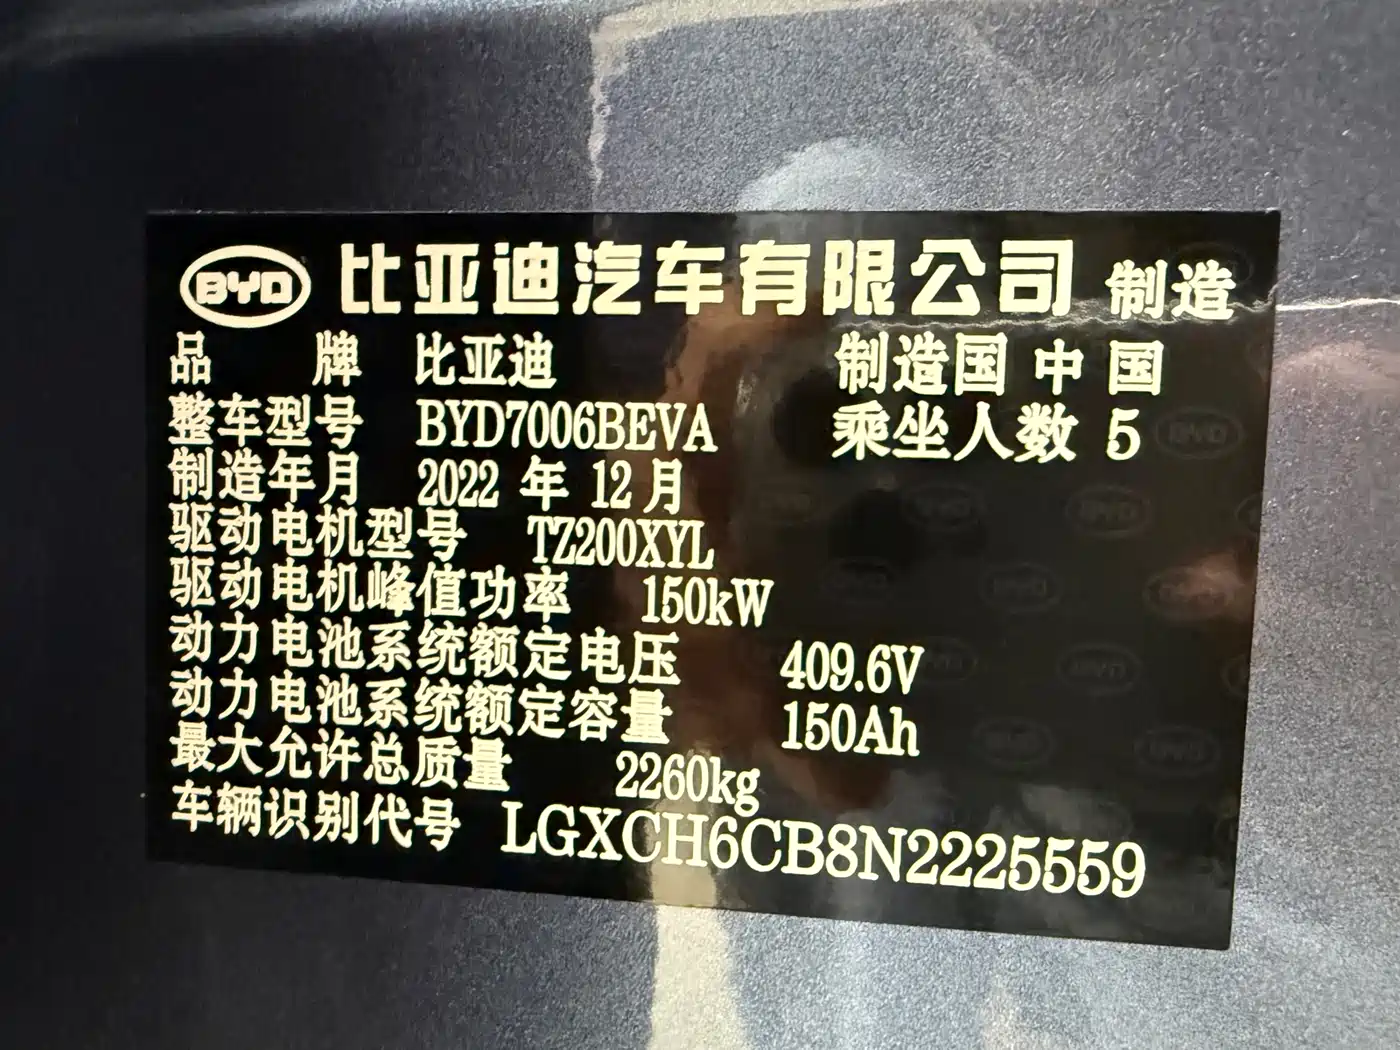 BYD 比亚迪汽车有限公司 制造
品 牌 比亚迪 制造国 中国
整车型号 BYD7006BEVA 乘坐人数 5
制造年月 2022 年 12 月
驱动电机型号 TZ200XYL
驱动电机峰值功率 150kW
动力电池系统额定电压 409.6V
动力电池系统额定容量 150Ah
最大允许总质量 2260kg
车辆识别代号 LGXCH6CB8N2225559